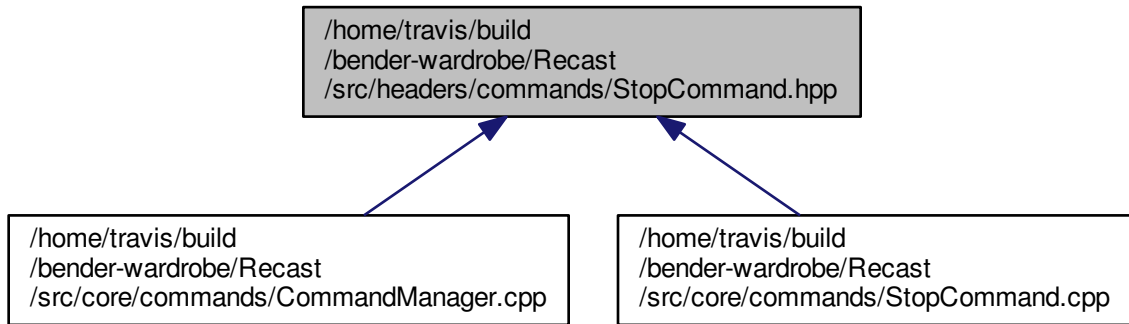 /home/travis/build
/bender-wardrobe/Recast
/src/headers/commands/StopCommand.hpp
/home/travis/build
/bender-wardrobe/Recast
/src/core/commands/CommandManager.cpp
/home/travis/build
/bender-wardrobe/Recast
/src/core/commands/StopCommand.cpp